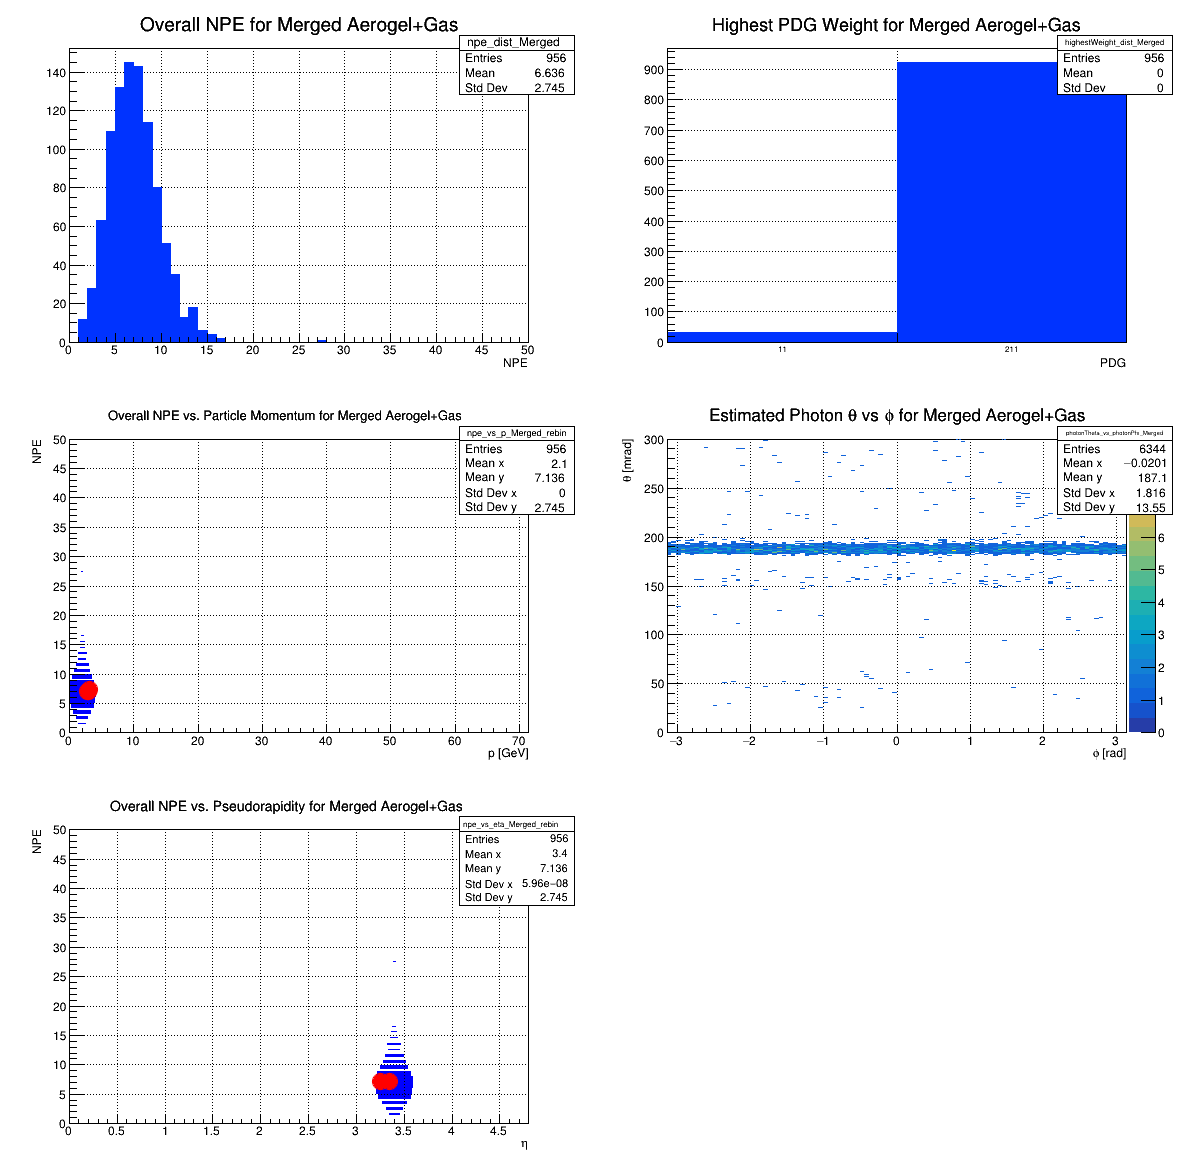 Overall NPE for Merged Aerogel+Gas
npe_dist_Merged
Entries 956
Mean 6.636
Std Dev 2.745
140
120
100
80
60
40
20
0
0 5 10 15 20 25 30 35 40 45 50
NPE
Highest PDG Weight for Merged Aerogel+Gas
highestWeight_dist_Merged
Entries 956
Mean 0
Std Dev 0
900
800
700
600
500
400
300
200
100
0
11 211
PDG
Overall NPE vs. Particle Momentum for Merged Aerogel+Gas
npe_vs_p_Merged_rebin
Entries 956
Mean x 2.1
Mean y 7.136
Std Dev x 0
Std Dev y 2.745
NPE
50
45
40
35
30
25
20
15
10
5
0
0 10 20 30 40 50 60 70
p [GeV]
Estimated Photon θ vs ϕ for Merged Aerogel+Gas
photonTheta_vs_photonPhi_Merged
Entries 6344
Mean x −0.0201
Mean y 187.1
Std Dev x 1.816
Std Dev y 13.55
θ [mrad]
300
250
200
150
100
50
0
−3 −2 −1 0 1 2 3
ϕ [rad]
6
5
4
3
2
1
0
Overall NPE vs. Pseudorapidity for Merged Aerogel+Gas
npe_vs_eta_Merged_rebin
Entries 956
Mean x 3.4
Mean y 7.136
Std Dev x 5.96e−08
Std Dev y 2.745
NPE
50
45
40
35
30
25
20
15
10
5
0
0 0.5 1 1.5 2 2.5 3 3.5 4 4.5
η